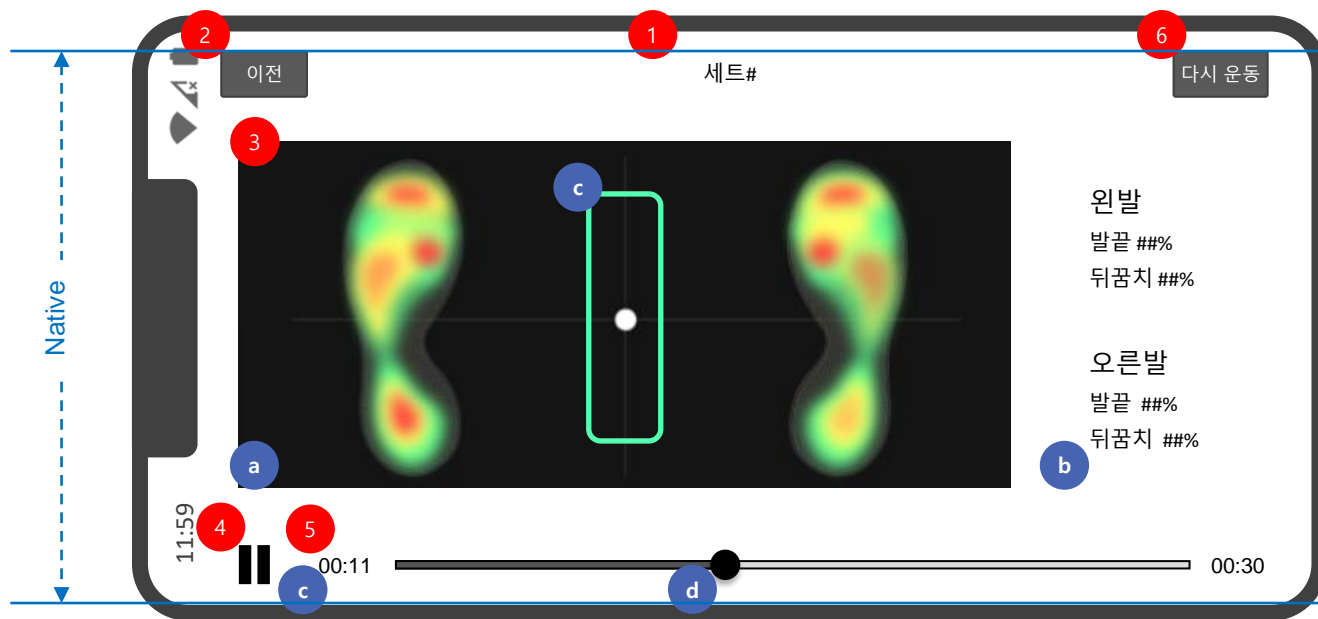 2
1
6
이전
세트#
다시 운동
3
c
왼발
발끝 ##%
뒤꿈치 ##%
Native
오른발
발끝 ##%
뒤꿈치 ##%
a
b
11:59
4
5
00:11
00:30
c
d